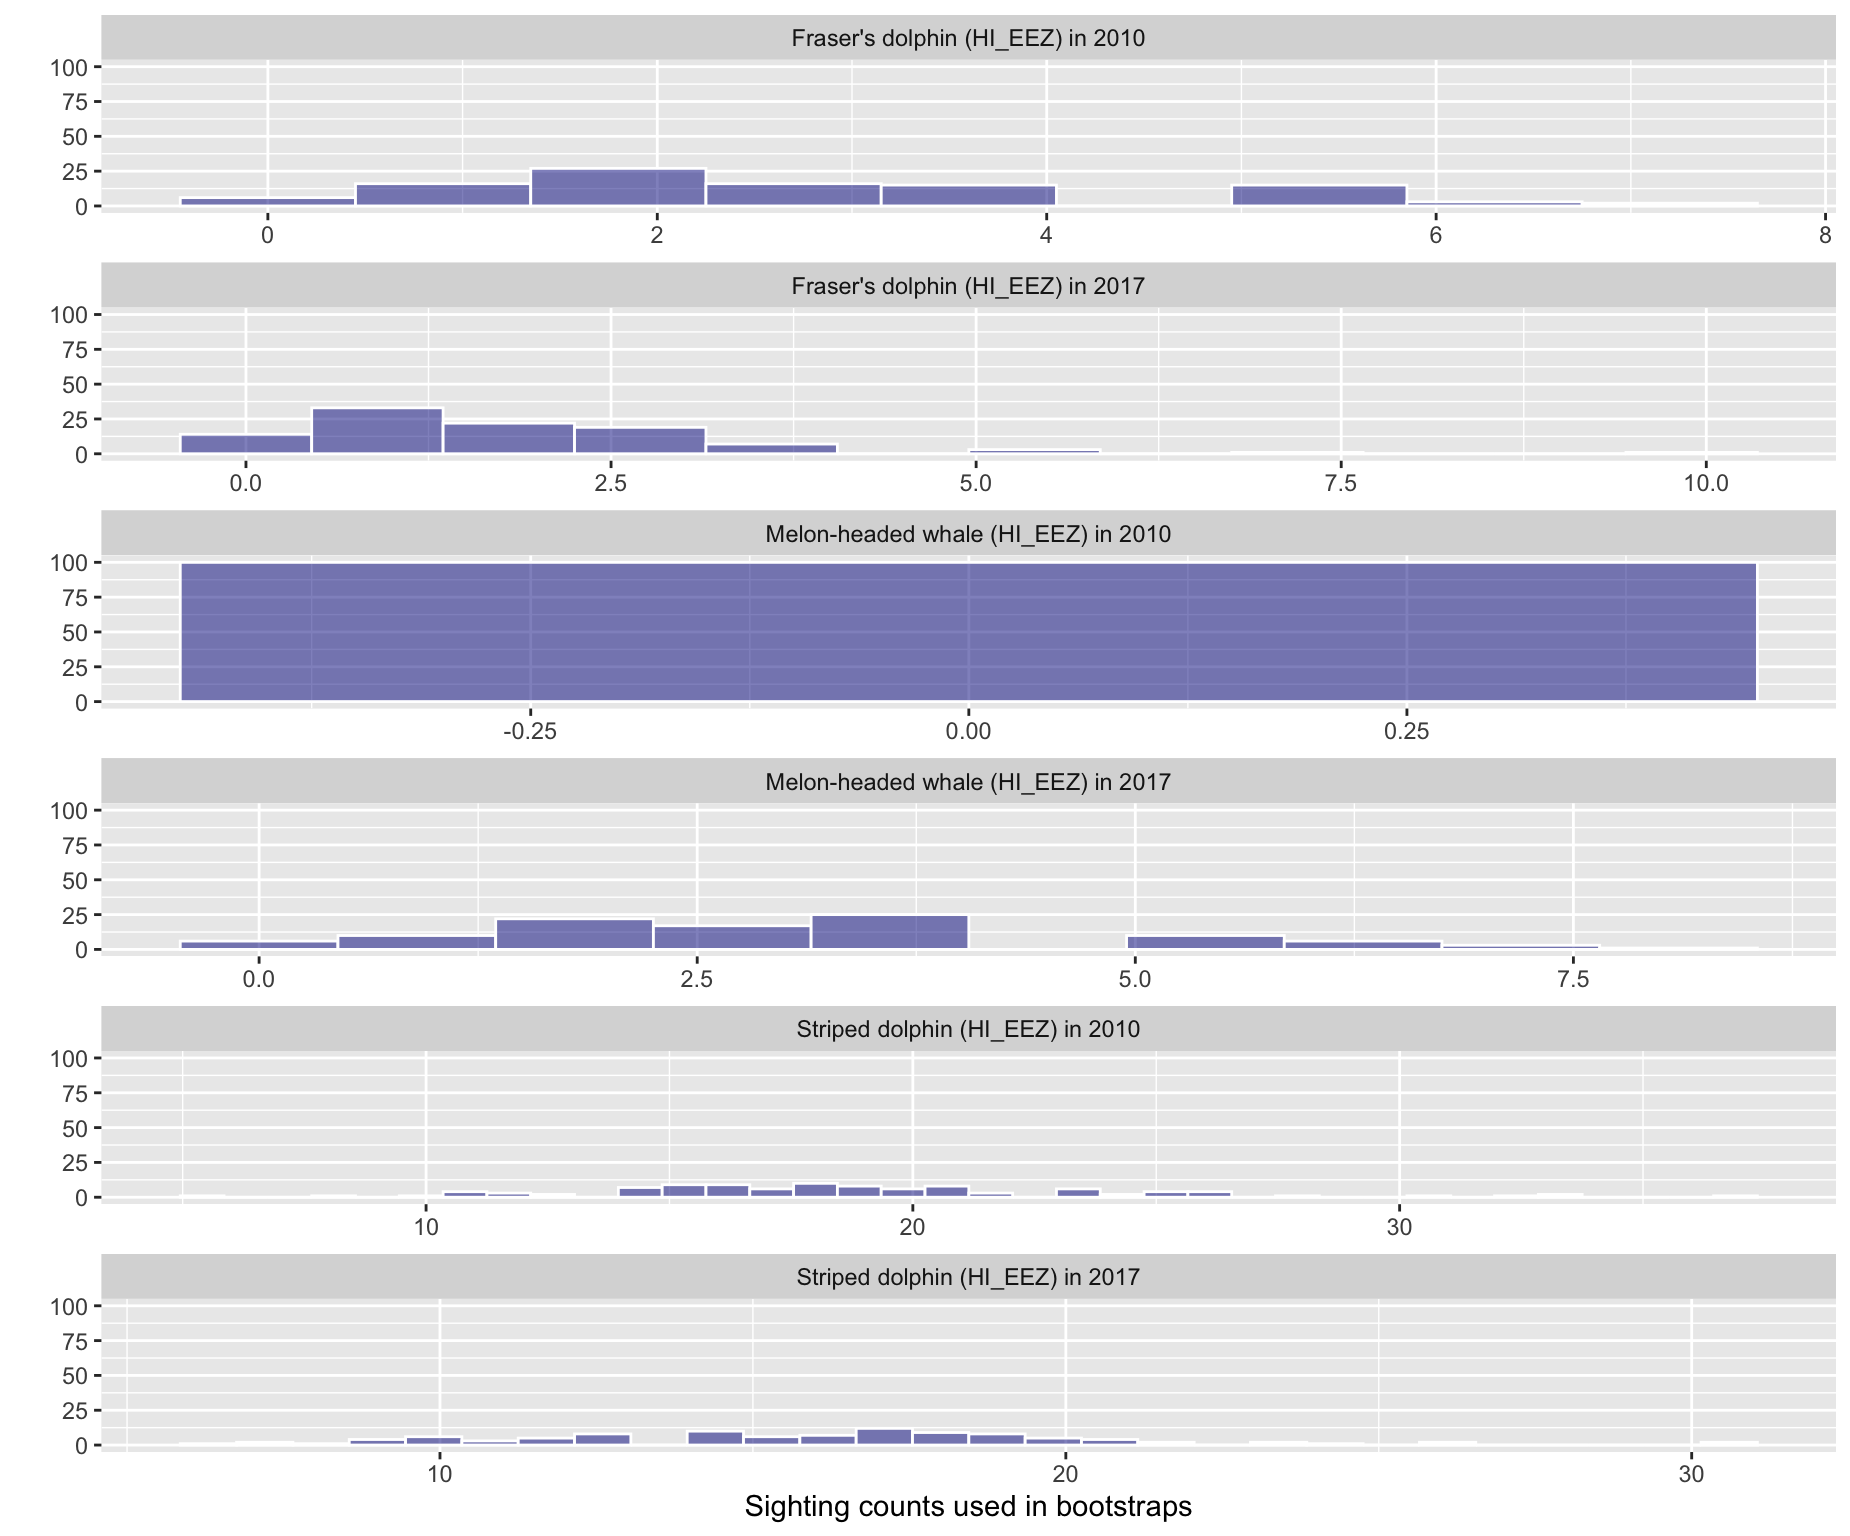 Fraser's dolphin (HI_EEZ) in 2010
100
75
50
25
0
0 2 4 6 8
Fraser's dolphin (HI_EEZ) in 2017
100
75
50
25
0
0.0 2.5 5.0 7.5 10.0
Melon-headed whale (HI_EEZ) in 2010
100
75
50
25
0
-0.25 0.00 0.25
Melon-headed whale (HI_EEZ) in 2017
100
75
50
25
0
0.0 2.5 5.0 7.5
Striped dolphin (HI_EEZ) in 2010
100
75
50
25
0
10 20 30
Striped dolphin (HI_EEZ) in 2017
100
75
50
25
0
10 20 30
Sighting counts used in bootstraps